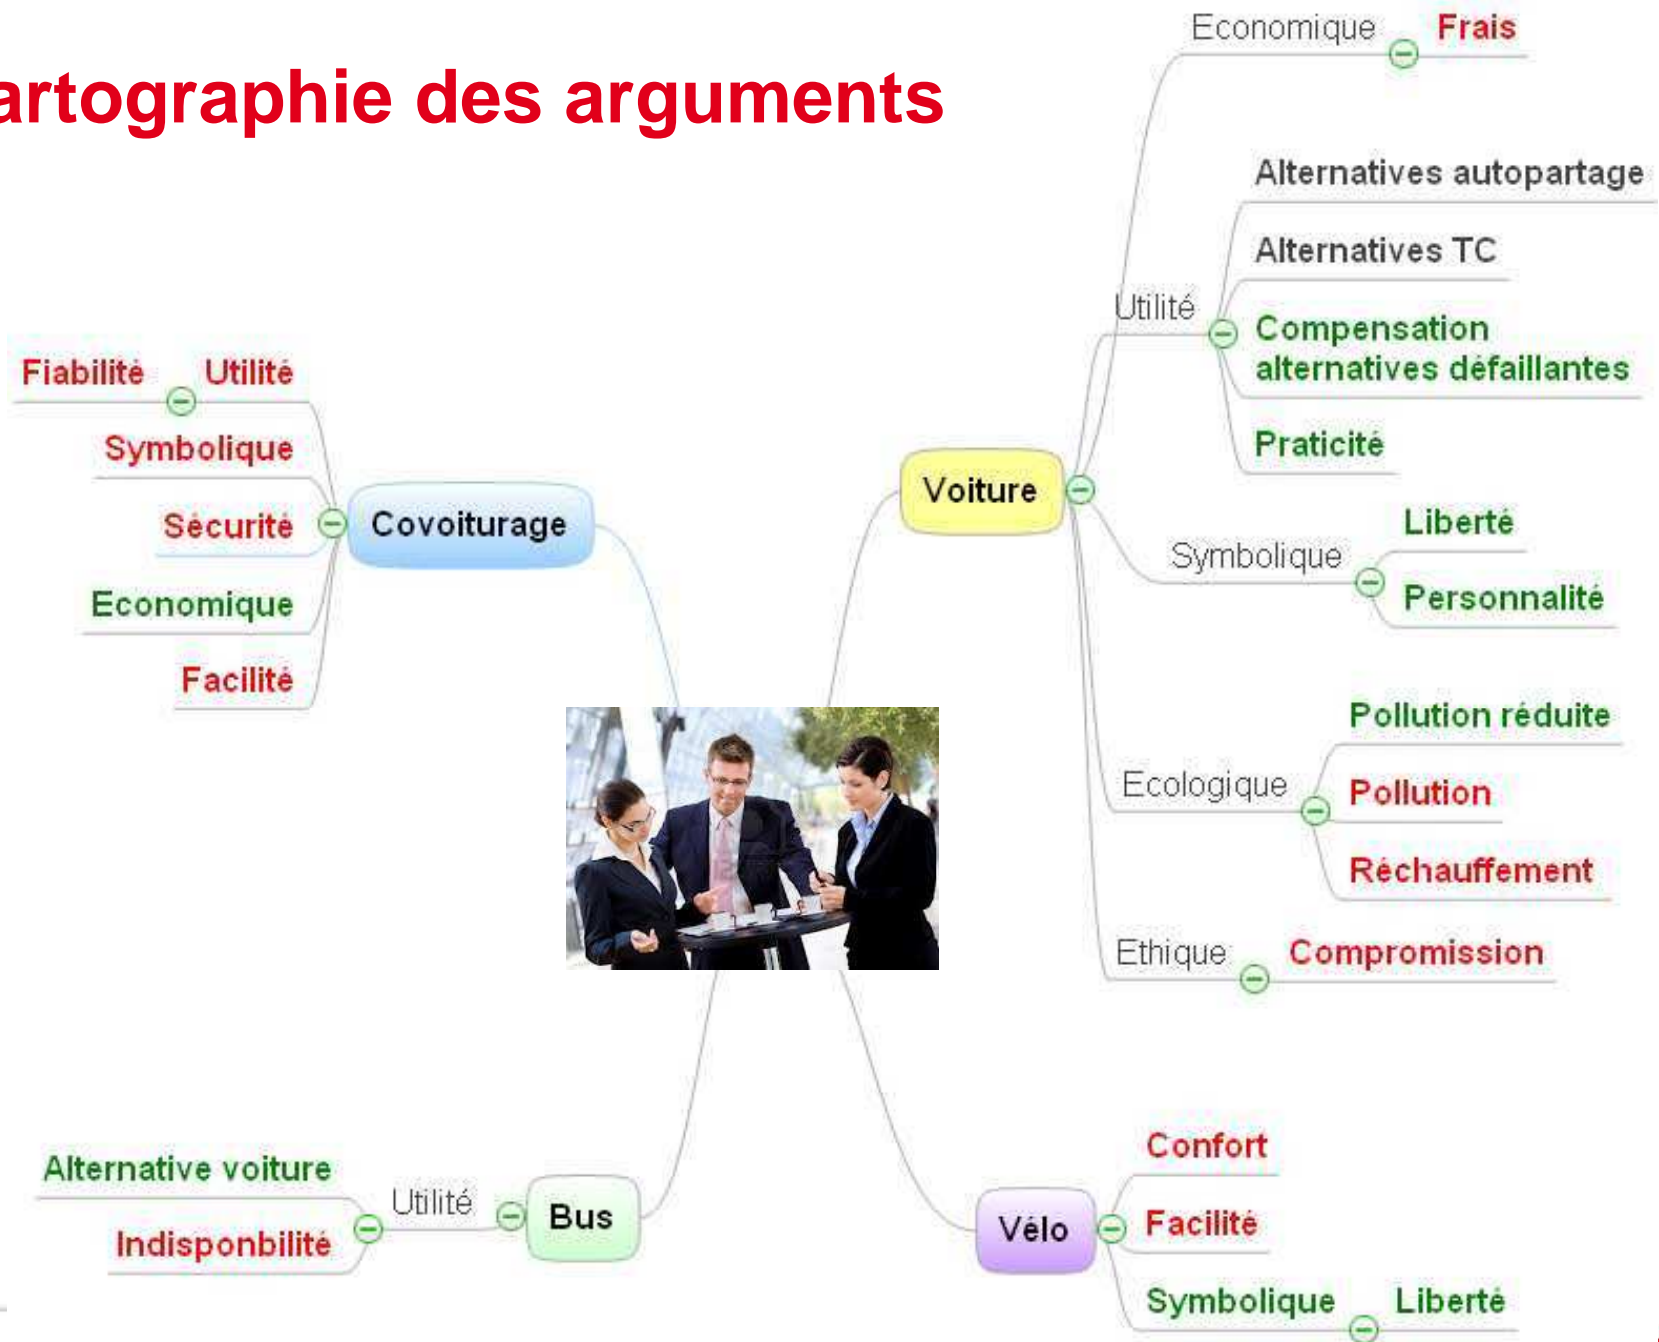 artographie des arguments
Economique
Frais
Alternatives autopartage
Alternatives TC
Utilité
Compensation
alternatives défaillantes
Praticité
Voiture
Symbolique
Liberté
Personnalité
Ecologique
Pollution réduite
Pollution
Réchauffement
Ethique
Compromission
Fiabilité
Utilité
Symbolique
Sécurité
Covoiturage
Economique
Facilité
Alternative voiture
Utilité
Bus
Indisponbilité
Vélo
Confort
Facilité
Symbolique
Liberté